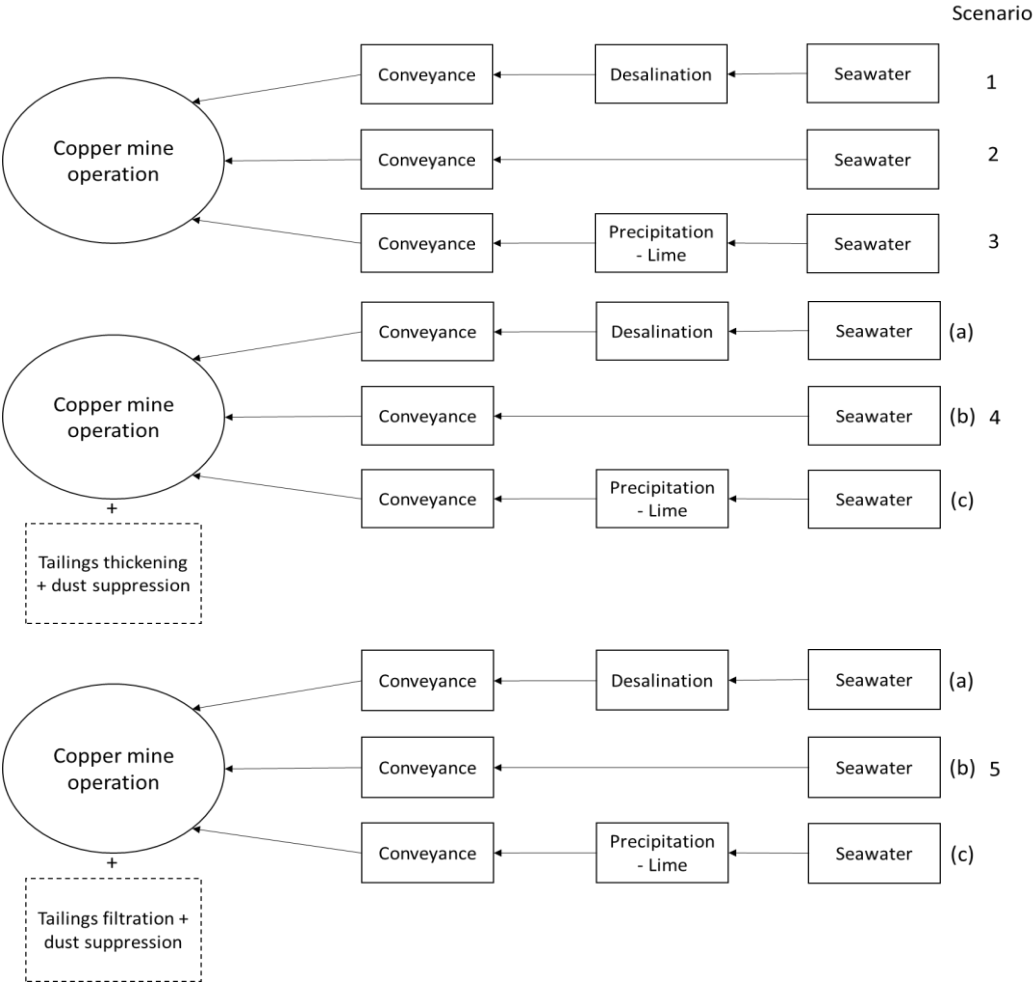 Scenario
Conveyance
Desalination
Seawater
1
Copper mine
operation
Conveyance
Seawater
2
Conveyance
Precipitation
- Lime
Seawater
3
Conveyance
Desalination
Seawater
(a)
Copper mine
operation
Conveyance
Seawater
(b) 4
Conveyance
Precipitation
- Lime
Seawater
(c)
+
Tailings thickening
+ dust suppression
Conveyance
Desalination
Seawater
(a)
Copper mine
operation
Conveyance
Seawater
(b) 5
Conveyance
Precipitation
- Lime
Seawater
(c)
+
Tailings filtration +
dust suppression